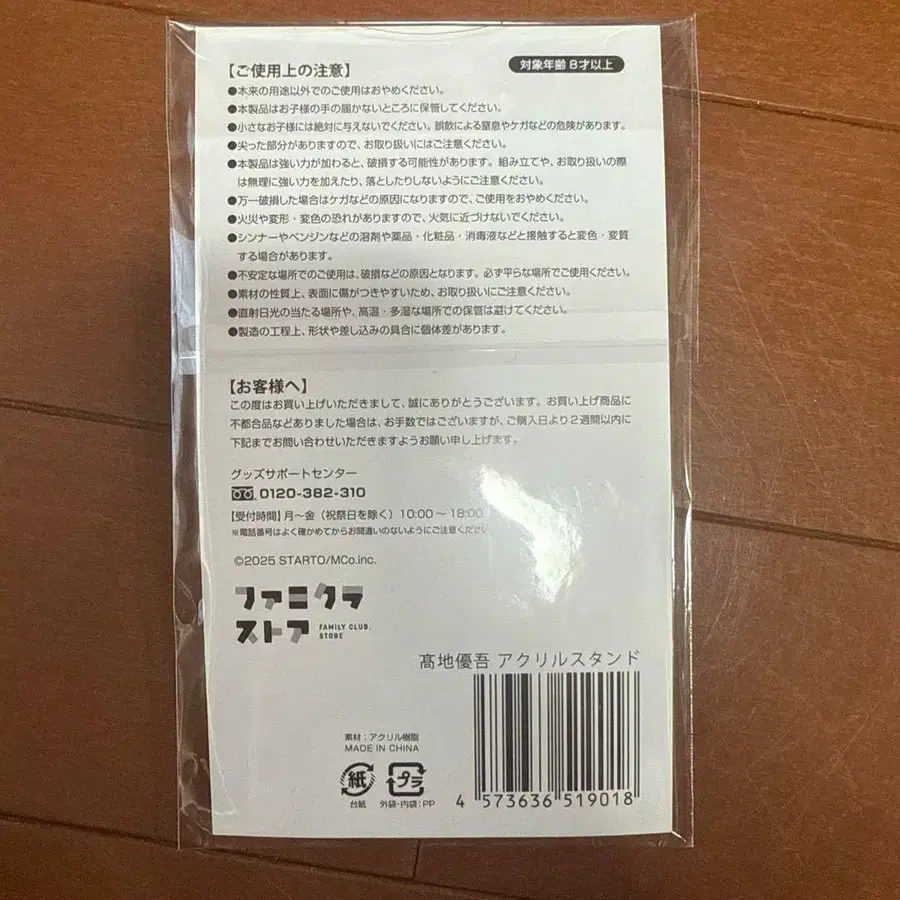 【ご使用上の注意】
対象年齢 8才以上
●本来の用途以外でのご使用はおやめください。
●本製品はお子様の手の届かないところに保管してください。
●小さなお子様には絶対に与えないでください。誤飲による窒息やケガなどの危険があります。
●尖った部分がありますので、お取り扱いにはご注意ください。
●本製品は強い力が加わると、破損する可能性があります。組み立てや、お取り扱いの際
は無理に強い力を加えたり、落としたりしないようにご注意ください。
●万一破損した場合はケガなどの原因になりますので、ご使用をおやめください。
●火災や変形・変色の恐れがありますので、火気に近づけないでください。
●シンナーやベンジンなどの溶剤や薬品・化粧品・消毒液などと接触すると変色・変質
する場合があります。
●不安定な場所でのご使用は、破損などの原因となります。必ず平らな場所でご使用ください。
●素材の性質上、表面に傷がつきやすいため、お取り扱いにご注意ください。
●直射日光の当たる場所や、高温・多湿な場所での保管は避けてください。
●製造の工程上、形状や差し込みの具合に個体差があります。
【お客様へ】
この度はお買い上げいただきまして、誠にありがとうございます。お買い上げ商品に
不都合品などありました場合は、お手数ではございますが、ご購入日より2週間以内に
下記までお問い合わせいただきますようお願い申し上げます。
グッズサポートセンター
0120-382-310
【受付時間】月〜金（祝祭日を除く）10:00〜18:00
※電話番号はよく確かめてからお間違いのないようにご注意ください
©2025 STARTO/MCo.inc.
ファミクラ
ストア FAMILY CLUB.
STORE
髙地優吾 アクリルスタンド
素材：アクリル樹脂
MADE IN CHINA
紙 プラ
台紙 外袋・内袋：PP
4 573636 519018